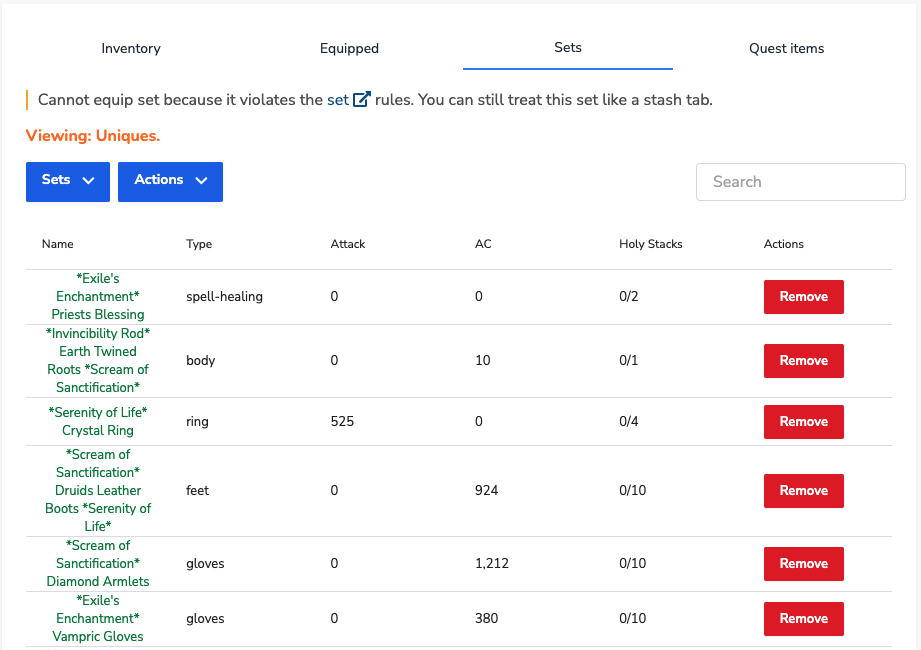 Inventory Equipped Sets Quest items
Cannot equip set because it violates the set rules. You can still treat this set like a stash tab.
Viewing: Uniques.
Sets Actions Search
Name Type Attack AC Holy Stacks Actions
*Exile's
Enchantment*
Priests Blessing
spell-healing 0 0 0/2 Remove
*Invincibility Rod*
Earth Twined
Roots *Scream of
Sanctification*
body 0 10 0/1 Remove
*Serenity of Life*
Crystal Ring
ring 525 0 0/4 Remove
*Scream of
Sanctification*
Druids Leather
Boots *Serenity of
Life*
feet 0 924 0/10 Remove
*Scream of
Sanctification*
Diamond Armlets
gloves 0 1,212 0/10 Remove
*Exile's
Enchantment*
Vampric Gloves
gloves 0 380 0/10 Remove